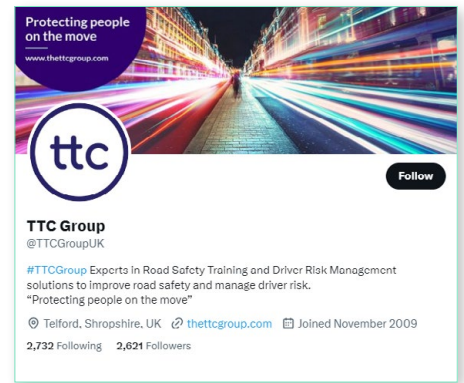 Protecting people
on the move
www.thettcgroup.com
ttc
Follow
TTC Group
@TTCGroupUK
#TTCGroup Experts in Road Safety Training and Driver Risk Management
solutions to improve road safety and manage driver risk.
“Protecting people on the move”
Telford, Shropshire, UK thettcgroup.com Joined November 2009
2,732 Following 2,621 Followers